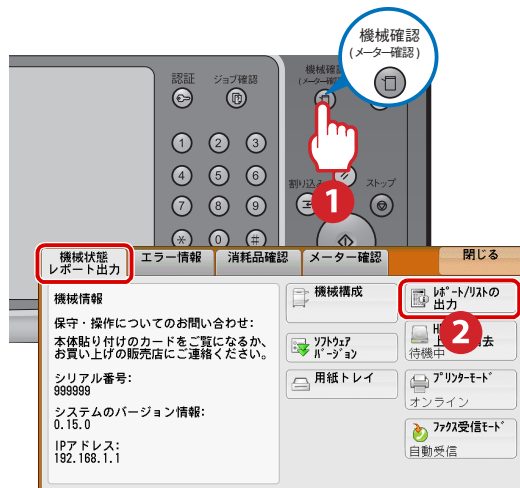 機械確認
(メーター確認)
認証
ジョブ確認
機械確認
(メーター確認
1
2
3
4
5
6
7
8
9
*
0
#
割り込み
ストップ
1
機械状態
レポート出力
エラー情報
消耗品確認
メーター確認
閉じる
機械情報
保守・操作についてのお問い合わせ:
本体貼り付けのカードをご覧になるか、
お買い上げの販売店にご連絡ください。
シリアル番号:
999999
システムのバージョン情報:
0.15.0
IPアドレス:
192.168.1.1
機械構成
ソフトウェア
バージョン
用紙トレイ
レポート/リストの
出力
2
去
待機中
プリンターモード
オンライン
ファクス受信モード
自動受信